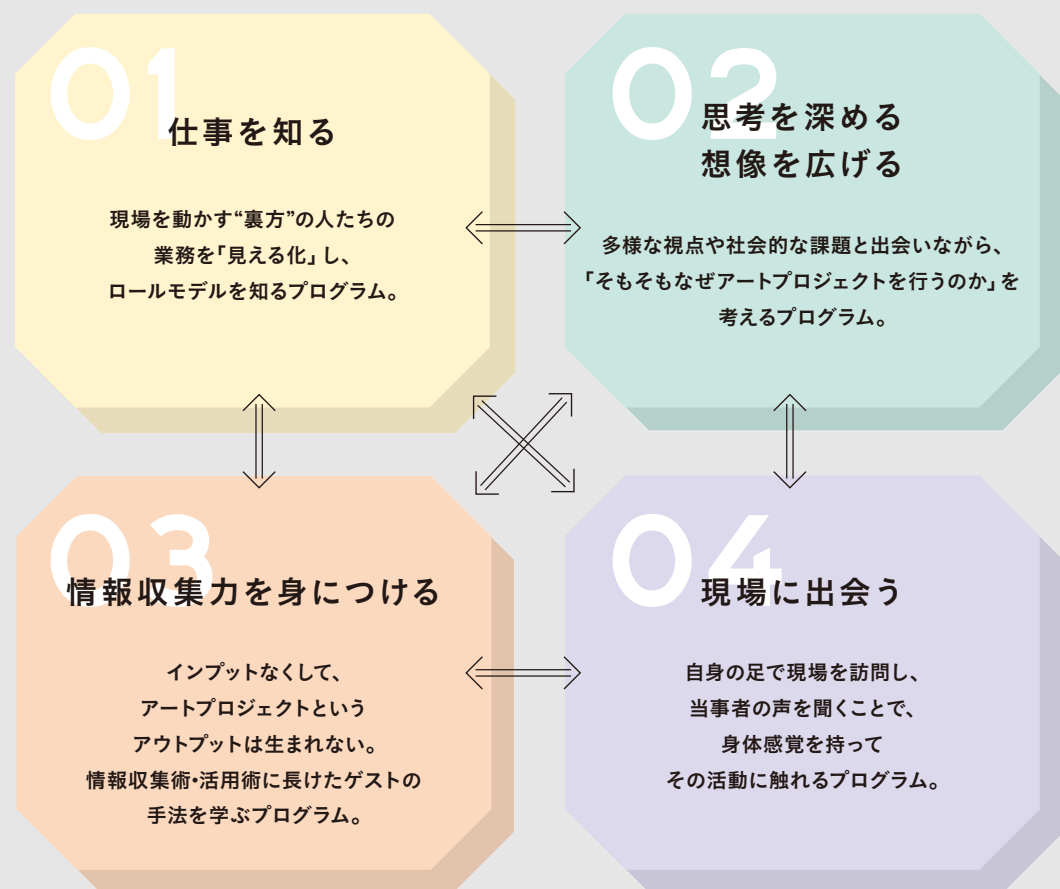 01
仕事を知る
現場を動かす“裏方”の人たちの
業務を「見える化」し、
ロールモデルを知るプログラム。
02
思考を深める
想像を広げる
多様な視点や社会的な課題と出会いながら、
「そもそもなぜアートプロジェクトを行うのか」を
考えるプログラム。
03
情報収集力を身につける
インプットなくして、
アートプロジェクトという
アウトプットは生まれない。
情報収集術・活用術に長けたゲストの
手法を学ぶプログラム。
04
現場に出会う
自身の足で現場を訪問し、
当事者の声を聞くことで、
身体感覚を持って
その活動に触れるプログラム。